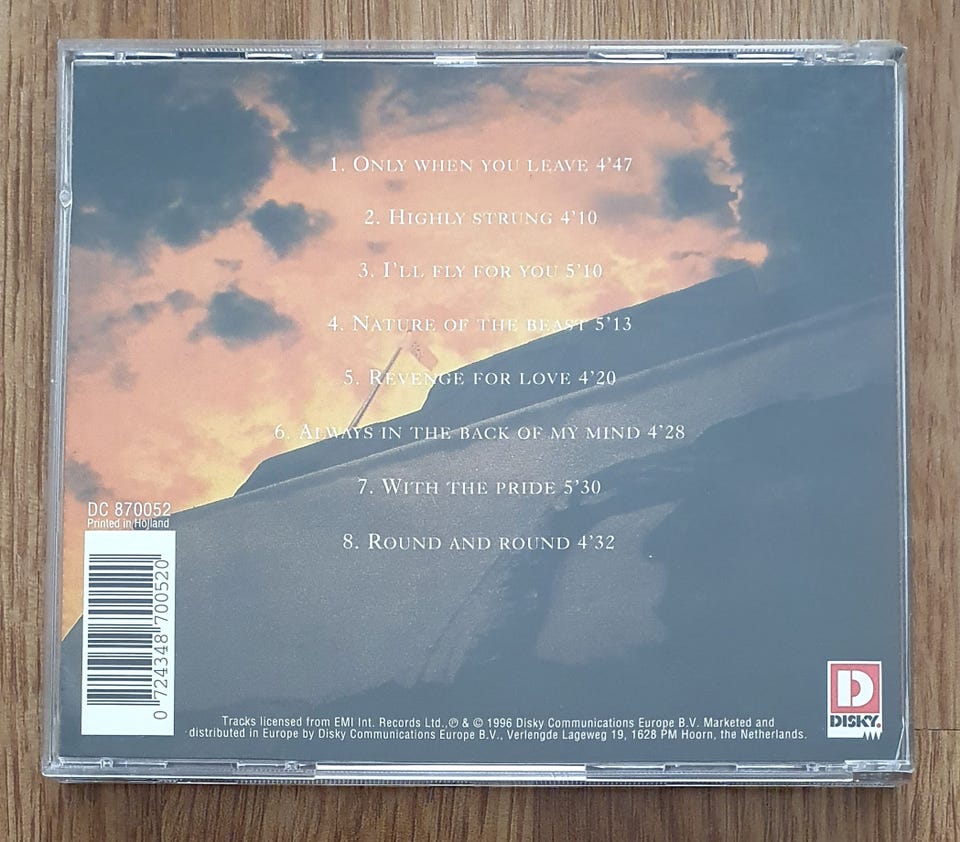 1. Only when you leave 4'47
2. Highly strung 4'10
3. I'll fly for you 5'10
4. Nature of the beast 5'13
5. Revenge for love 4'20
6. Always in the back of my mind 4'28
7. With the pride 5'30
8. Round and round 4'32
DC 870052
Printed in Holland
0 724348 700520
D
DISKY.
Tracks licensed from EMI Int. Records Ltd., ℗ & © 1996 Disky Communications Europe B.V. Marketed and
distributed in Europe by Disky Communications Europe B.V., Verlengde Lageweg 19, 1628 PM Hoorn, the Netherlands.